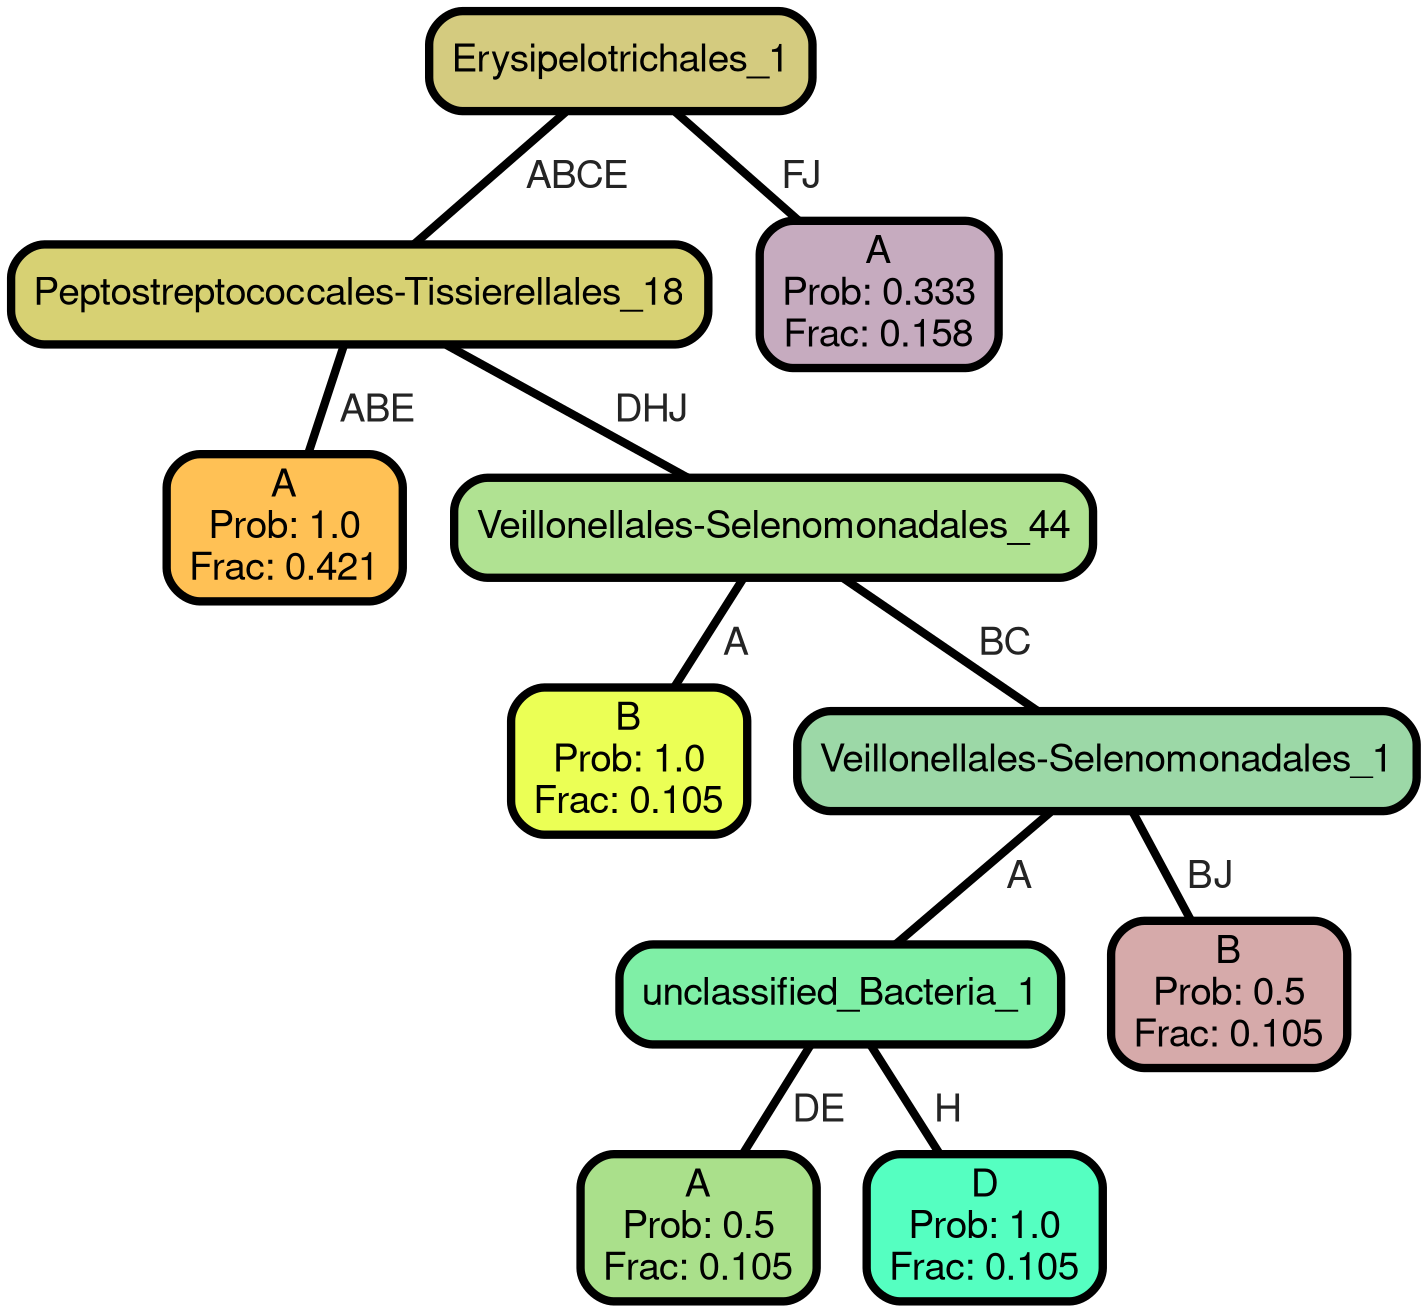 Erysipelotrichales_1
ABCE
FJ
Peptostreptococcales-Tissierellales_18
A
Prob: 0.333
Frac: 0.158
ABE
DHJ
A
Prob: 1.0
Frac: 0.421
Veillonellales-Selenomonadales_44
A
BC
B
Prob: 1.0
Frac: 0.105
Veillonellales-Selenomonadales_1
A
BJ
unclassified_Bacteria_1
B
Prob: 0.5
Frac: 0.105
DE
H
A
Prob: 0.5
Frac: 0.105
D
Prob: 1.0
Frac: 0.105